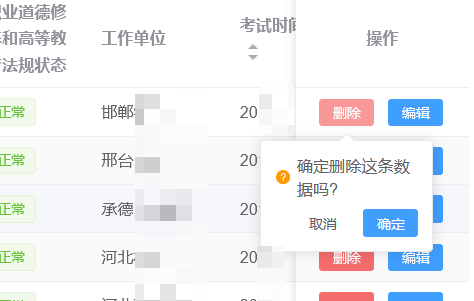 业道德修
和高等教
法规状态
工作单位
考试时间
操作
正常
邯郸
20
删除
编辑
正常
邢台
20
确定删除这条数
据吗?
取消
确定
正常
承德
20
正常
河北
20
删除
编辑